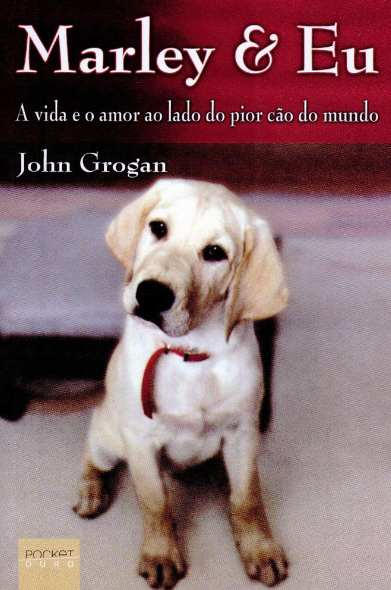 Marley & Eu
A vida e o amor ao lado do pior cão do mundo
John Grogan
POCKET
OURO